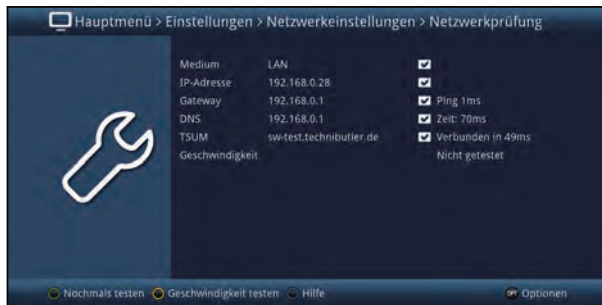 Hauptmenü > Einstellungen > Netzwerkeinstellungen > Netzwerkprüfung
Medium LAN
IP-Adresse 192.168.0.28
Gateway 192.168.0.1 Ping 1ms
DNS 192.168.0.1 Zeit: 70ms
TSUM sw-test.technibutler.de Verbunden in 49ms
Geschwindigkeit Nicht getestet
Nochmals testen Geschwindigkeit testen Hilfe OPT Optionen